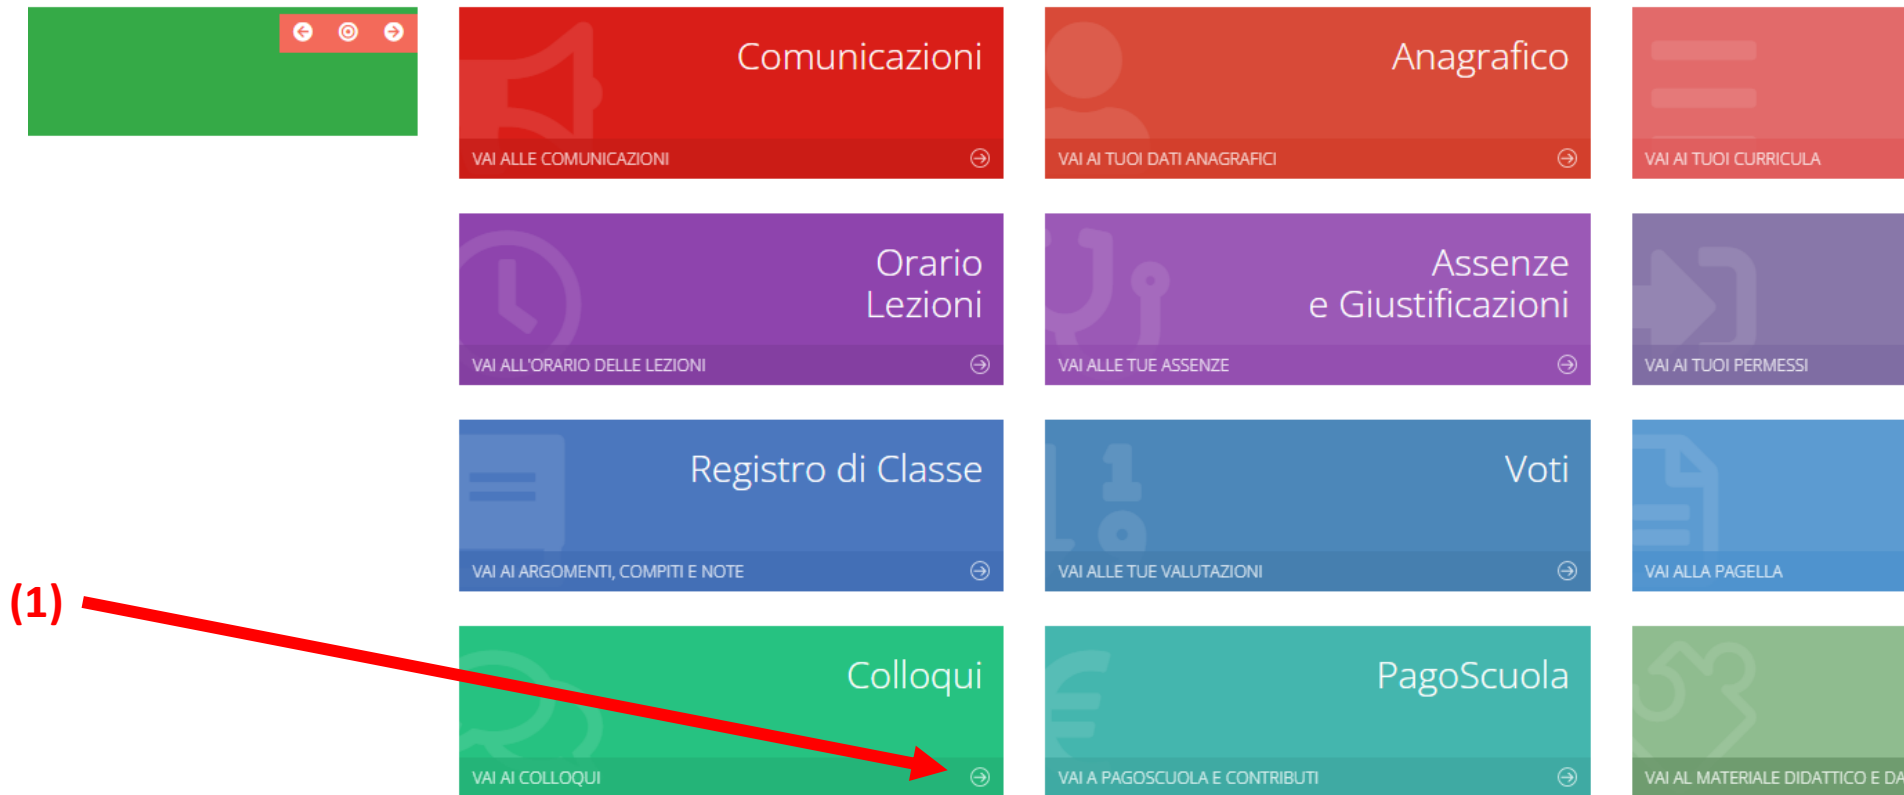 Comunicazioni
VAI ALLE COMUNICAZIONI
Anagrafico
VAI AI TUOI DATI ANAGRAFICI
VAI AI TUOI CURRICULA
Orario
Lezioni
VAI ALL'ORARIO DELLE LEZIONI
Assenze
e Giustificazioni
VAI ALLE TUE ASSENZE
VAI AI TUOI PERMESSI
Registro di Classe
VAI AI ARGOMENTI, COMPITI E NOTE
Voti
VAI ALLE TUE VALUTAZIONI
VAI ALLA PAGELLA
(1)
Colloqui
VAI AI COLLOQUI
PagoScuola
VAI A PAGOSCUOLA E CONTRIBUTI
VAI AL MATERIALE DIDATTICO E DA